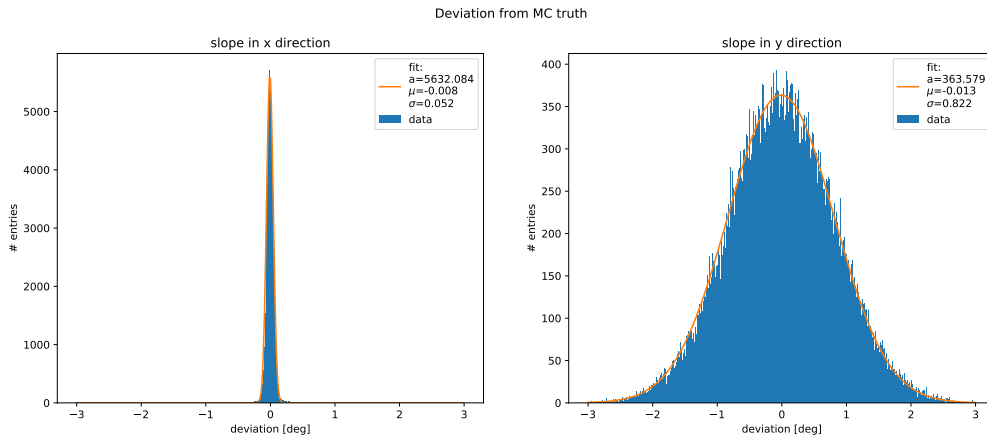 Deviation from MC truth
slope in x direction
fit:
a=5632.084
μ=-0.008
σ=0.052
data
# entries
5000
4000
3000
2000
1000
0
−3 −2 −1 0 1 2 3
deviation [deg]
slope in y direction
fit:
a=363.579
μ=-0.013
σ=0.822
data
# entries
400
350
300
250
200
150
100
50
0
−3 −2 −1 0 1 2 3
deviation [deg]